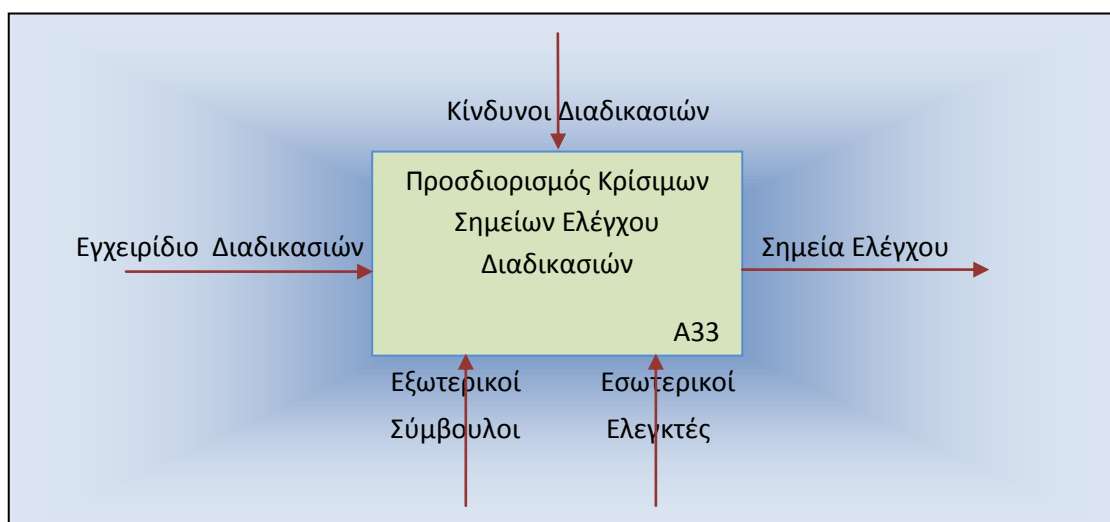 Κίνδυνοι Διαδικασιών
Προσδιορισμός Κρίσιμων
Σημείων Ελέγχου
Διαδικασιών
Α33
Εγχειρίδιο Διαδικασιών
Σημεία Ελέγχου
Εξωτερικοί
Σύμβουλοι
Εσωτερικοί
Ελεγκτές